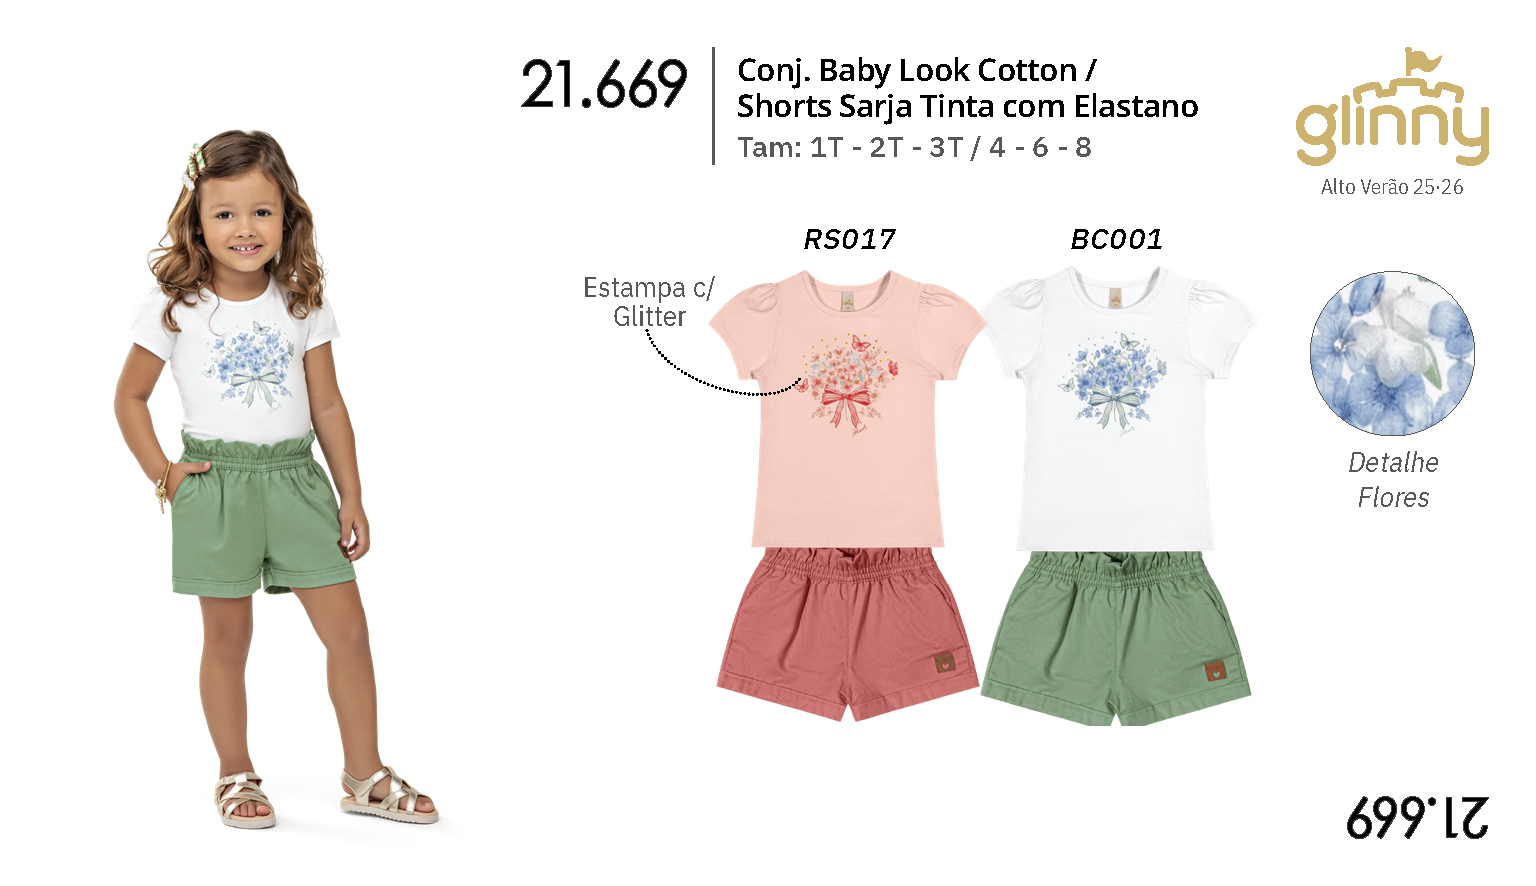 21.669
Conj. Baby Look Cotton /
Shorts Sarja Tinta com Elastano
Tam: 1T - 2T - 3T / 4 - 6 - 8
glinny
Alto Verão 25·26
RS017
BC001
Estampa c/
Glitter
Detalhe
Flores
21.669